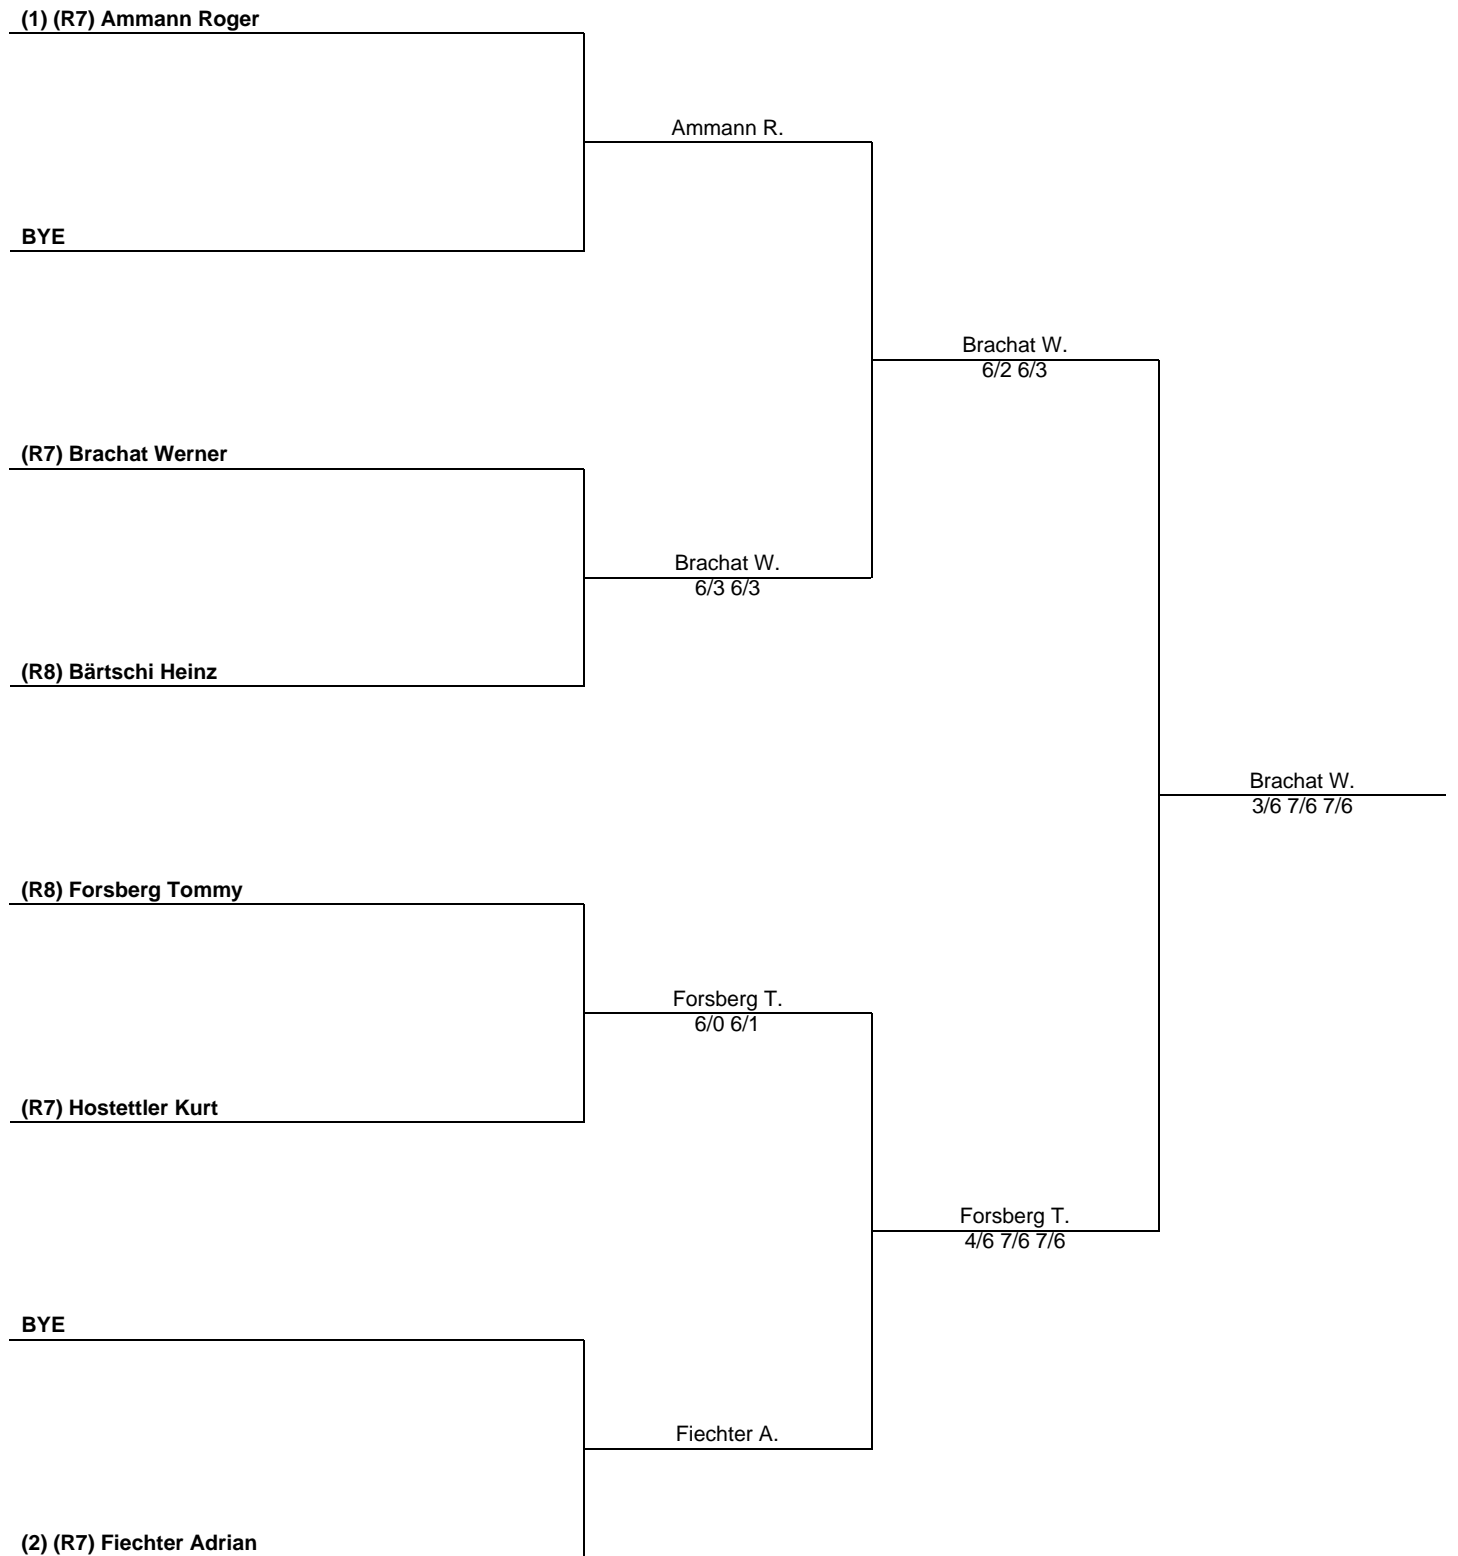 (1) (R7) Ammann Roger
Ammann R.
BYE
Brachat W.
6/2 6/3
(R7) Brachat Werner
Brachat W.
6/3 6/3
(R8) Bärtschi Heinz
Brachat W.
3/6 7/6 7/6
(R8) Forsberg Tommy
Forsberg T.
6/0 6/1
(R7) Hostettler Kurt
Forsberg T.
4/6 7/6 7/6
BYE
Fiechter A.
(2) (R7) Fiechter Adrian